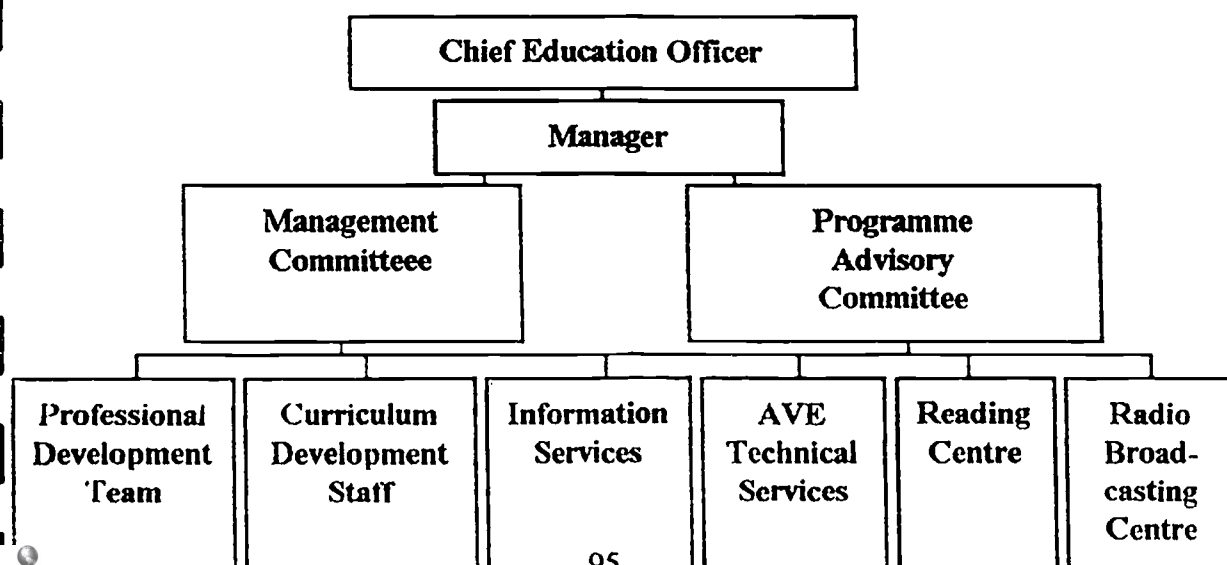 Chief Education Officer
Manager
Management
Committeee
Programme
Advisory
Committee
Professional
Development
Team
Curriculum
Development
Staff
Information
Services
AVE
Technical
Services
Reading
Centre
Radio
Broad-
casting
Centre
95